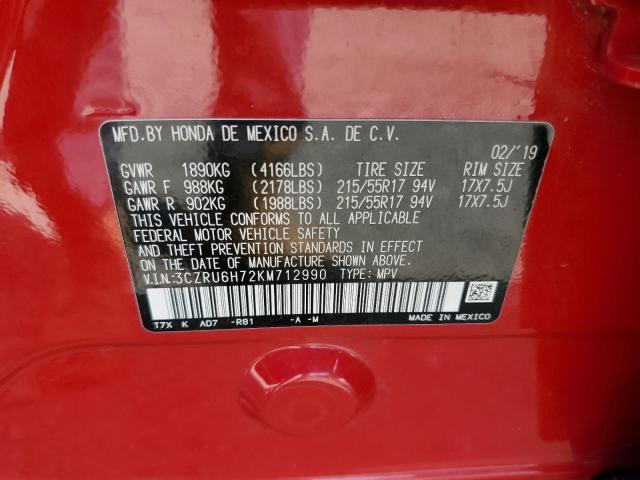 MFD.BY HONDA DE MEXICO S.A. DE C.V.
02/'19
GVWR 1890KG (4166LBS) TIRE SIZE RIM SIZE
GAWR F 988KG (2178LBS) 215/55R17 94V 17X7.5J
GAWR R 902KG (1988LBS) 215/55R17 94V 17X7.5J
THIS VEHICLE CONFORMS TO ALL APPLICABLE
FEDERAL MOTOR VEHICLE SAFETY
AND THEFT PREVENTION STANDARDS IN EFFECT
ON THE DATE OF MANUFACTURE SHOWN ABOVE.
V.I.N:3CZRU6H72KM712990 TYPE: MPV
T7X K AD7 -R81 -A -M MADE IN MEXICO